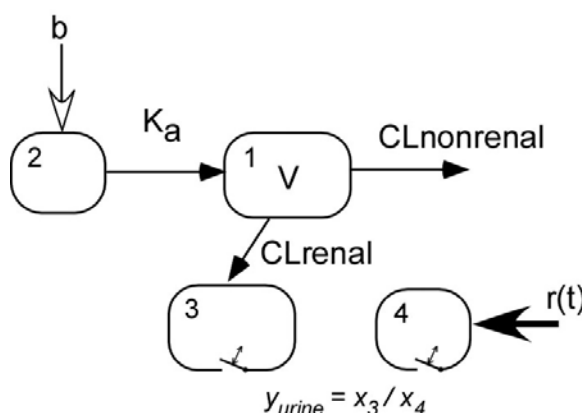 b
Ka
CLnonrenal
2
1
V
CLrenal
3
4
r(t)
yurine = x3 / x4